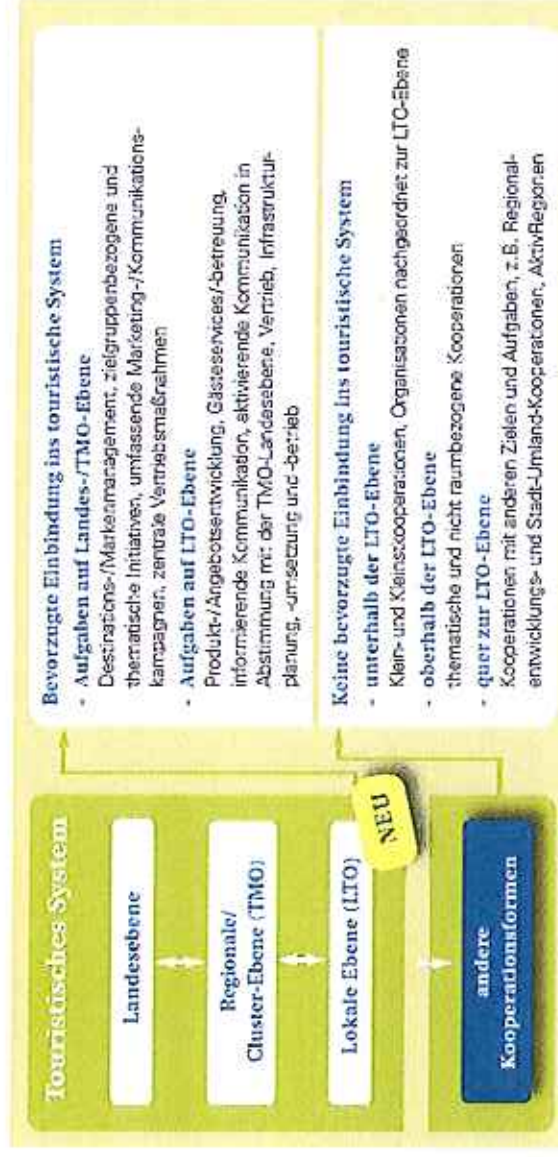 Touristisches System
Landesebene
Regionale/
Cluster-Ebene (TMO)
Lokale Ebene (LTO)
NEU
andere
Kooperationsformen
Bevorzugte Einbindung ins touristische System
- Aufgaben auf Landes-/TMO-Ebene
Destinations-/Markenmanagement, zielgruppenbezogene und
thematische Initiativen, umfassende Marketing-/Kommunikations-
kampagnen, zentrale Vertriebsmaßnahmen
- Aufgaben auf LTO-Ebene
Produkt-/Angebotsentwicklung, Gästeservices/-betreuung,
informierende Kommunikation, aktivierende Kommunikation in
Abstimmung mit der TMO-Landesebene, Vertrieb, Infrastruktur-
planung, -umsetzung und -betrieb
Keine bevorzugte Einbindung ins touristische System
- unterhalb der LTO-Ebene
Klein- und Kleinstkooperationen, Organisationen nachgeordnet zur LTO-Ebene
- oberhalb der LTO-Ebene
thematische und nicht raumbezogene Kooperationen
- quer zur LTO-Ebene
Kooperationen mit anderen Zielen und Aufgaben, z.B. Regional-
entwicklungs- und Stadt-Umland-Kooperationen, AktivRegionen